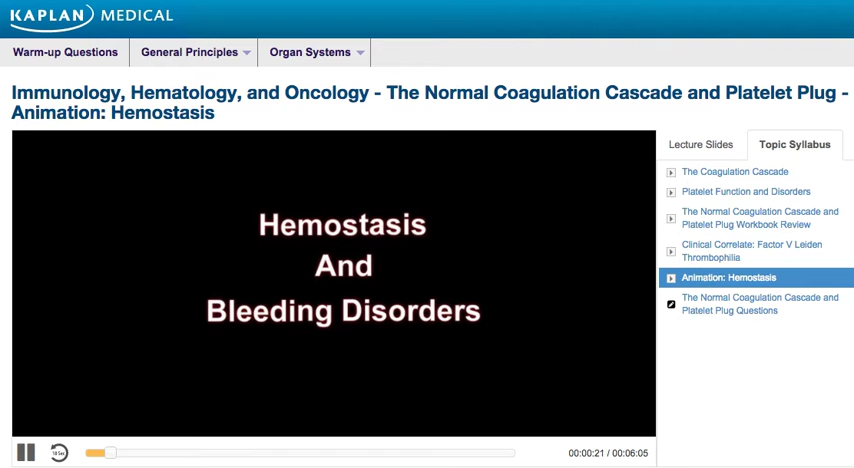 KAPLAN MEDICAL
Warm-up Questions
General Principles
Organ Systems
Immunology, Hematology, and Oncology - The Normal Coagulation Cascade and Platelet Plug -
Animation: Hemostasis
Hemostasis
And
Bleeding Disorders
Lecture Slides
Topic Syllabus
The Coagulation Cascade
Platelet Function and Disorders
The Normal Coagulation Cascade and
Platelet Plug Workbook Review
Clinical Correlate: Factor V Leiden
Thrombophilia
Animation: Hemostasis
The Normal Coagulation Cascade and
Platelet Plug Questions
10 Sec
00:00:21 / 00:06:05